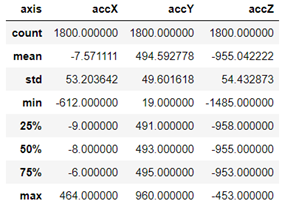 axis accX accY accZ
count 1800.000000 1800.000000 1800.000000
mean -7.571111 494.592778 -955.042222
std 53.203642 49.601618 54.432873
min -612.000000 19.000000 -1485.000000
25% -9.000000 491.000000 -958.000000
50% -8.000000 493.000000 -955.000000
75% -6.000000 495.000000 -953.000000
max 464.000000 960.000000 -453.000000